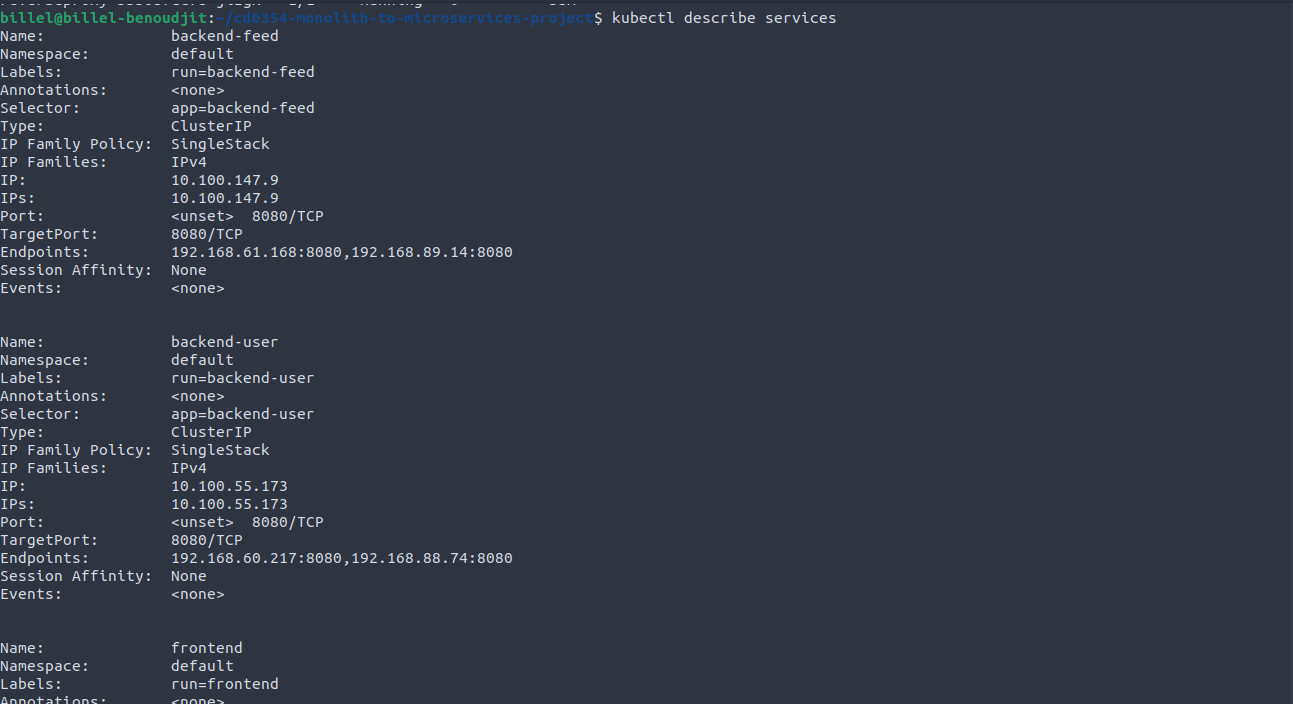 billel@billel-benoudjit:~/cd0354-monolith-to-microservices-project$ kubectl describe services
Name:              backend-feed
Namespace:         default
Labels:            run=backend-feed
Annotations:       <none>
Selector:          app=backend-feed
Type:              ClusterIP
IP Family Policy:  SingleStack
IP Families:       IPv4
IP:                10.100.147.9
IPs:               10.100.147.9
Port:              <unset>  8080/TCP
TargetPort:        8080/TCP
Endpoints:         192.168.61.168:8080,192.168.89.14:8080
Session Affinity:  None
Events:            <none>
Name:              backend-user
Namespace:         default
Labels:            run=backend-user
Annotations:       <none>
Selector:          app=backend-user
Type:              ClusterIP
IP Family Policy:  SingleStack
IP Families:       IPv4
IP:                10.100.55.173
IPs:               10.100.55.173
Port:              <unset>  8080/TCP
TargetPort:        8080/TCP
Endpoints:         192.168.60.217:8080,192.168.88.74:8080
Session Affinity:  None
Events:            <none>
Name:              frontend
Namespace:         default
Labels:            run=frontend
Annotations:       <none>